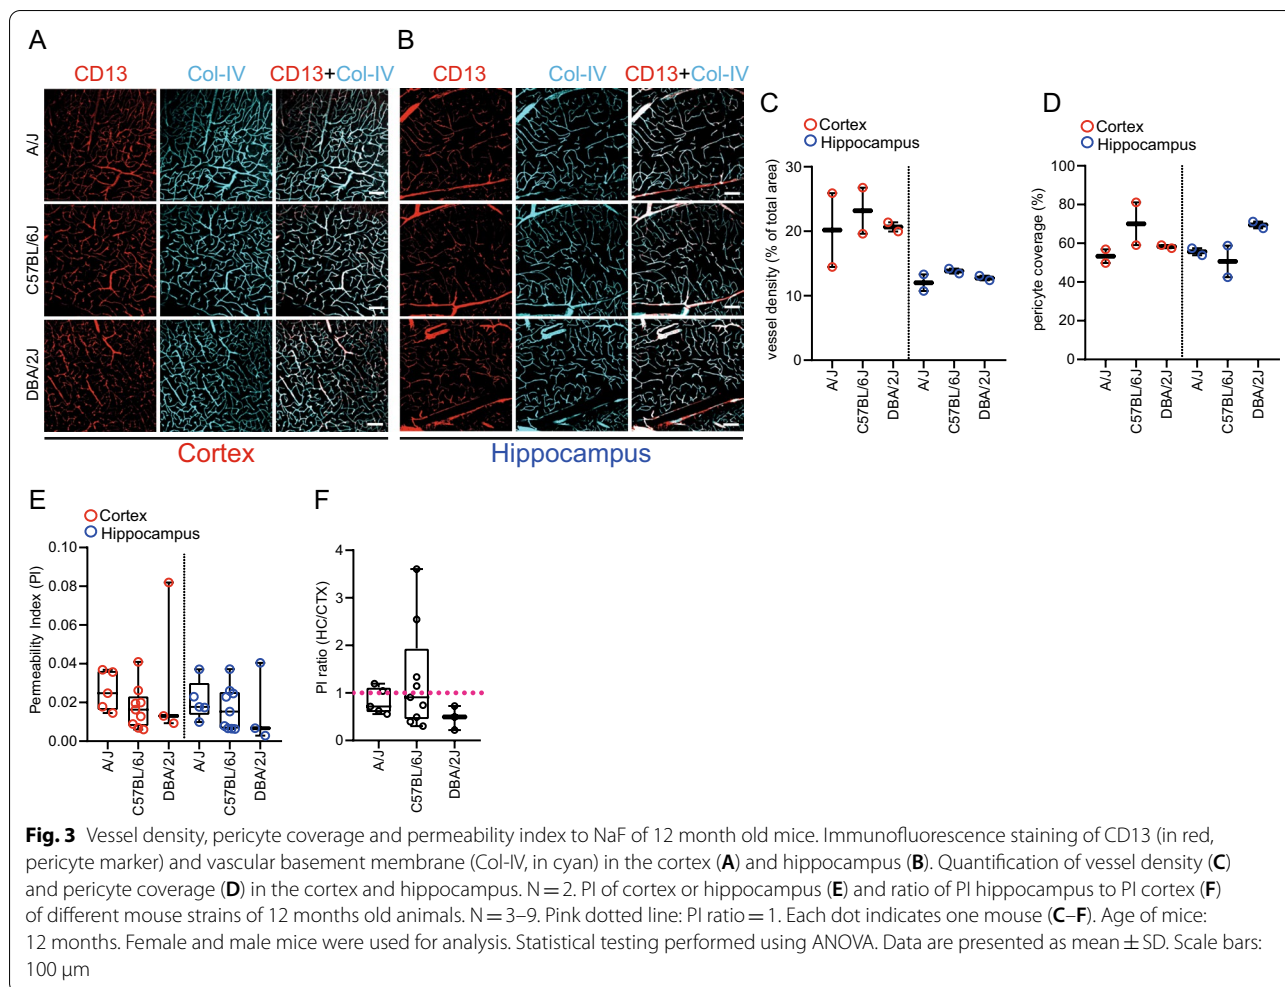 A
CD13 Col-IV CD13+Col-IV
A/J
C57BL/6J
DBA/2J
Cortex
B
CD13 Col-IV CD13+Col-IV
Hippocampus
C
Cortex
Hippocampus
vessel density (% of total area)
30
20
10
0
A/J C57BL/6J DBA/2J A/J C57BL/6J DBA/2J
D
Cortex
Hippocampus
pericyte coverage (%)
100
80
60
40
20
0
A/J C57BL/6J DBA/2J A/J C57BL/6J DBA/2J
E
Cortex
Hippocampus
Permeability Index (PI)
0.10
0.08
0.06
0.04
0.02
0.00
A/J C57BL/6J DBA/2J A/J C57BL/6J DBA/2J
F
PI ratio (HC/CTX)
4
3
2
1
0
A/J C57BL/6J DBA/2J
Fig. 3 Vessel density, pericyte coverage and permeability index to NaF of 12 month old mice. Immunofluorescence staining of CD13 (in red,
pericyte marker) and vascular basement membrane (Col-IV, in cyan) in the cortex (A) and hippocampus (B). Quantification of vessel density (C)
and pericyte coverage (D) in the cortex and hippocampus. N = 2. PI of cortex or hippocampus (E) and ratio of PI hippocampus to PI cortex (F)
of different mouse strains of 12 months old animals. N = 3–9. Pink dotted line: PI ratio = 1. Each dot indicates one mouse (C–F). Age of mice:
12 months. Female and male mice were used for analysis. Statistical testing performed using ANOVA. Data are presented as mean ± SD. Scale bars:
100 μm